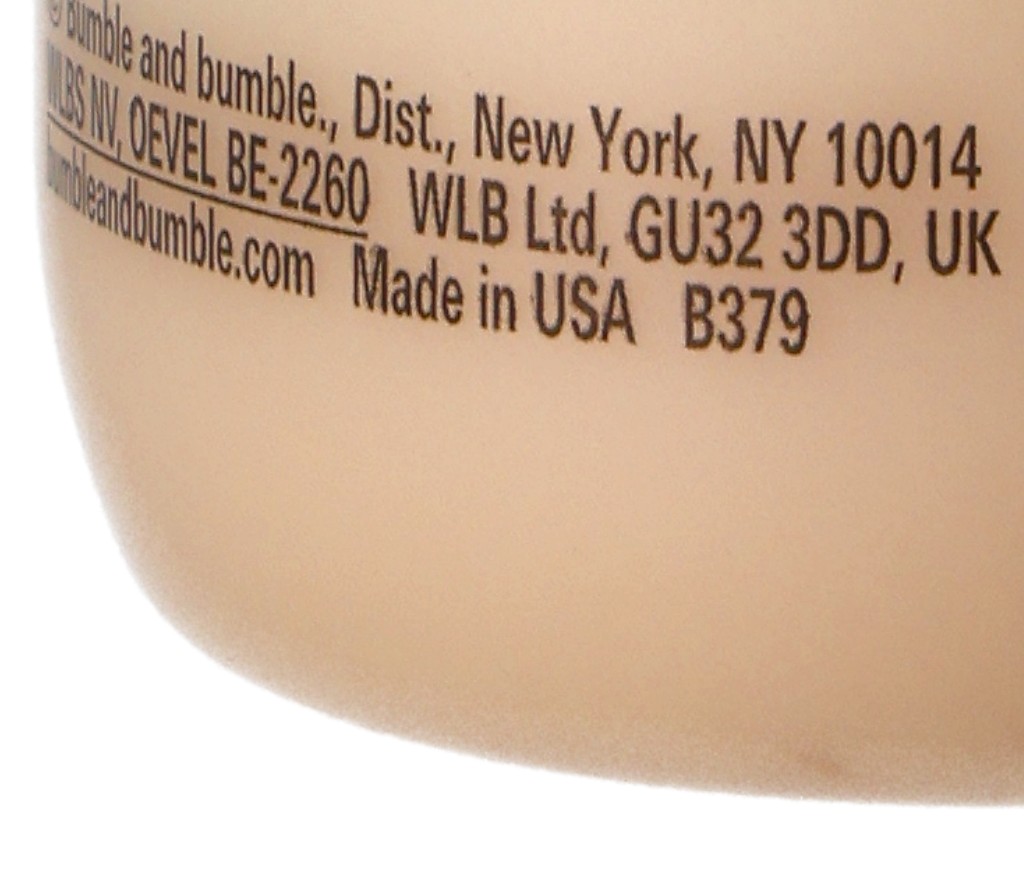 © Bumble and bumble., Dist., New York, NY 10014
WLBS NV, OEVEL BE-2260 WLB Ltd, GU32 3DD, UK
bumbleandbumble.com Made in USA B379